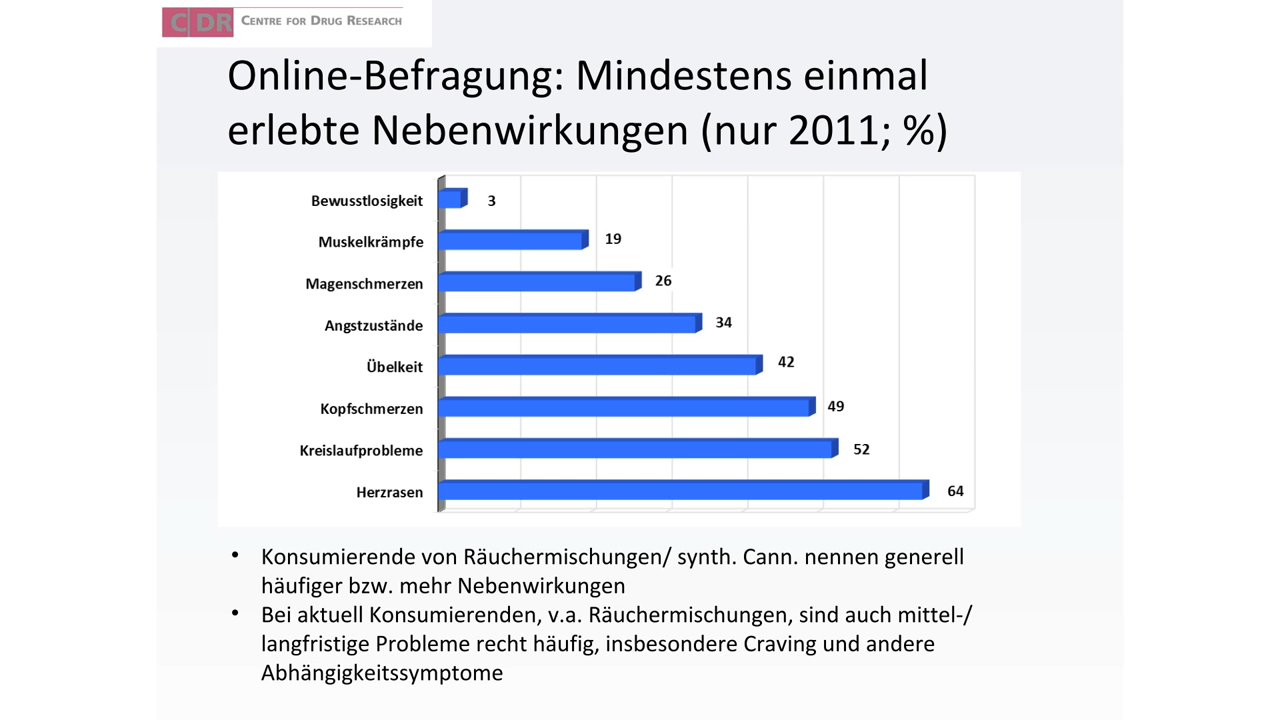 CDR CENTRE FOR DRUG RESEARCH
Online-Befragung: Mindestens einmal
erlebte Nebenwirkungen (nur 2011; %)
Bewusstlosigkeit 3
Muskelkrämpfe 19
Magenschmerzen 26
Angstzustände 34
Übelkeit 42
Kopfschmerzen 49
Kreislaufprobleme 52
Herzrasen 64
• Konsumierende von Räuchermischungen/ synth. Cann. nennen generell
häufiger bzw. mehr Nebenwirkungen
• Bei aktuell Konsumierenden, v.a. Räuchermischungen, sind auch mittel-/
langfristige Probleme recht häufig, insbesondere Craving und andere
Abhängigkeitssymptome